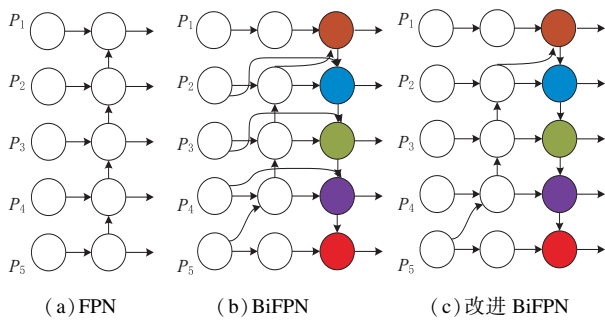 P1 P1 P1
P2 P2 P2
P3 P3 P3
P4 P4 P4
P5 P5 P5
(a)FPN (b)BiFPN (c)改进 BiFPN